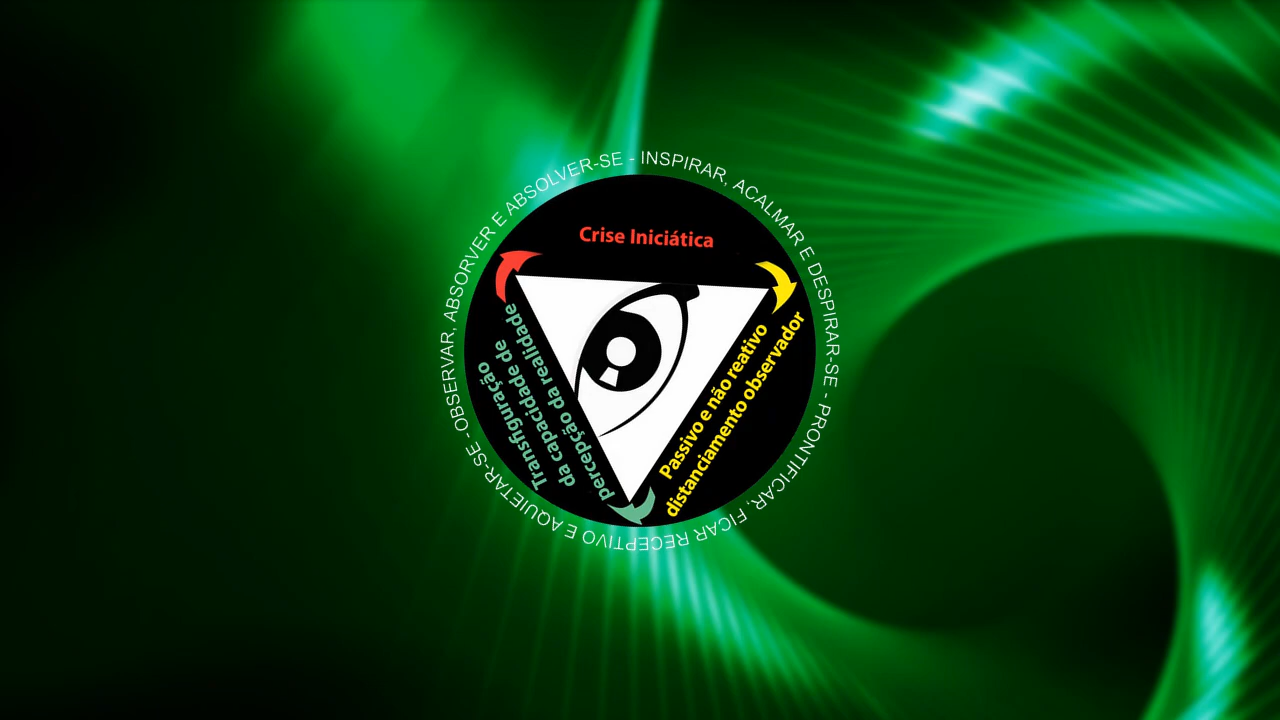 INSPIRAR, ACALMAR E DESPIRAR-SE - PRONTIFICAR, FICAR RECEPTIVO E AQUIETAR-SE - OBSERVAR, ABSORVER E ABSOLVER-SE -
Crise Iniciática
Passivo e não reativo
distanciamento observador
Transfiguração
da capacidade de
percepção da realidade